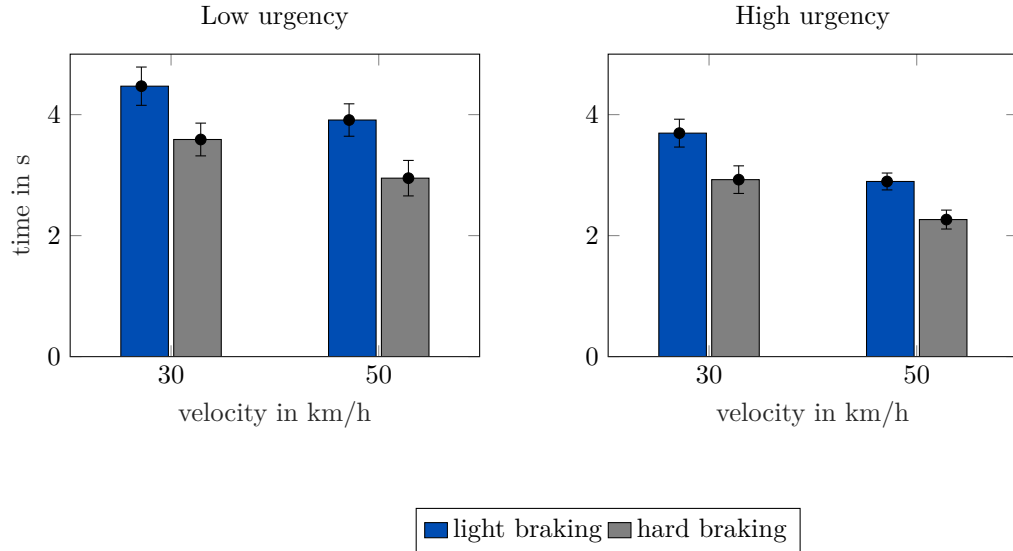 Low urgency
High urgency
time in s
4
2
0
30
50
velocity in km/h
4
2
0
30
50
velocity in km/h
light braking
hard braking